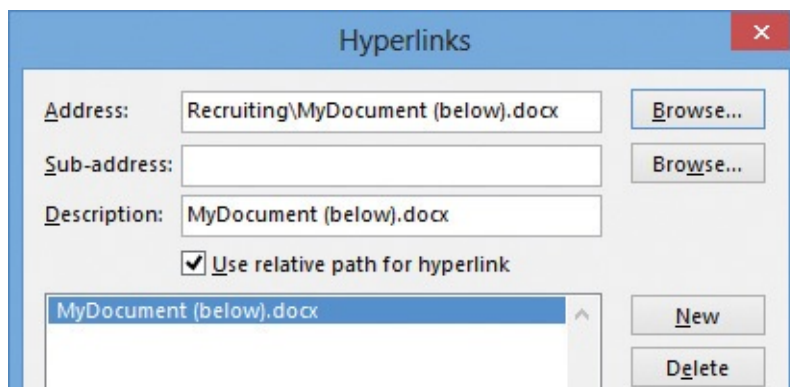 Hyperlinks
Address: Recruiting\MyDocument (below).docx Browse...
Sub-address: Browse...
Description: MyDocument (below).docx
Use relative path for hyperlink
MyDocument (below).docx
New
Delete